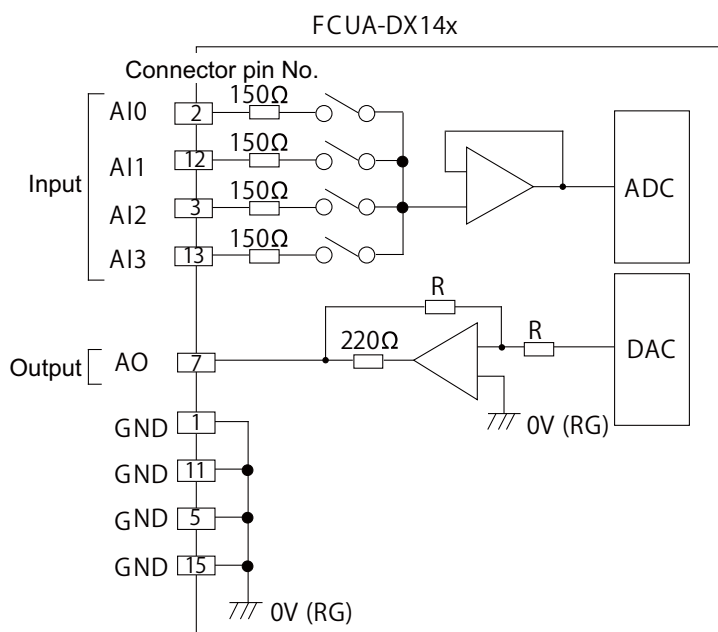 FCUA-DX14x
Connector pin No.
Input
AI0 2 150Ω
AI1 12 150Ω
AI2 3 150Ω
AI3 13 150Ω
ADC
Output AO 7 220Ω R R DAC
0V (RG)
GND 1
GND 11
GND 5
GND 15
0V (RG)